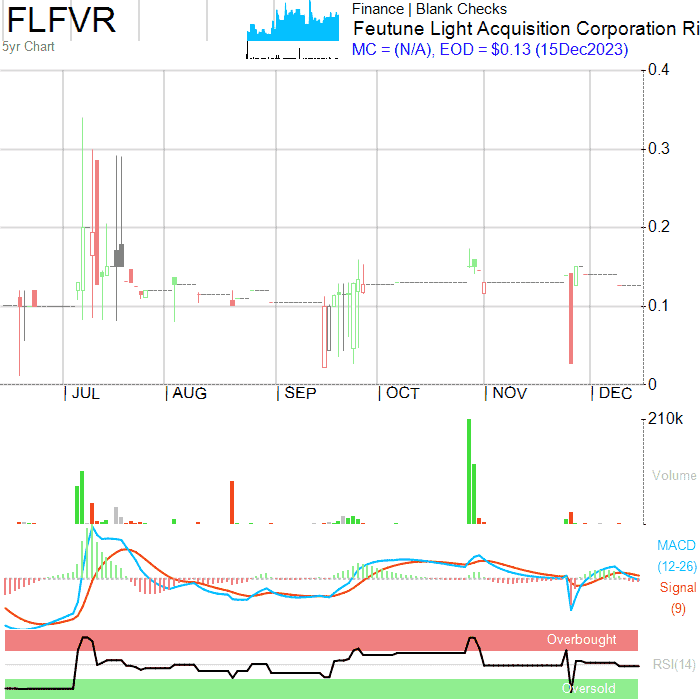 FLFVR
5yr Chart
Finance | Blank Checks
Feutune Light Acquisition Corporation Ri
MC = (N/A), EOD = $0.13 (15Dec2023)
0.4
0.3
0.2
0.1
0
JUL
AUG
SEP
OCT
NOV
DEC
210k
Volume
MACD
(12-26)
Signal
(9)
Overbought
RSI(14)
Oversold